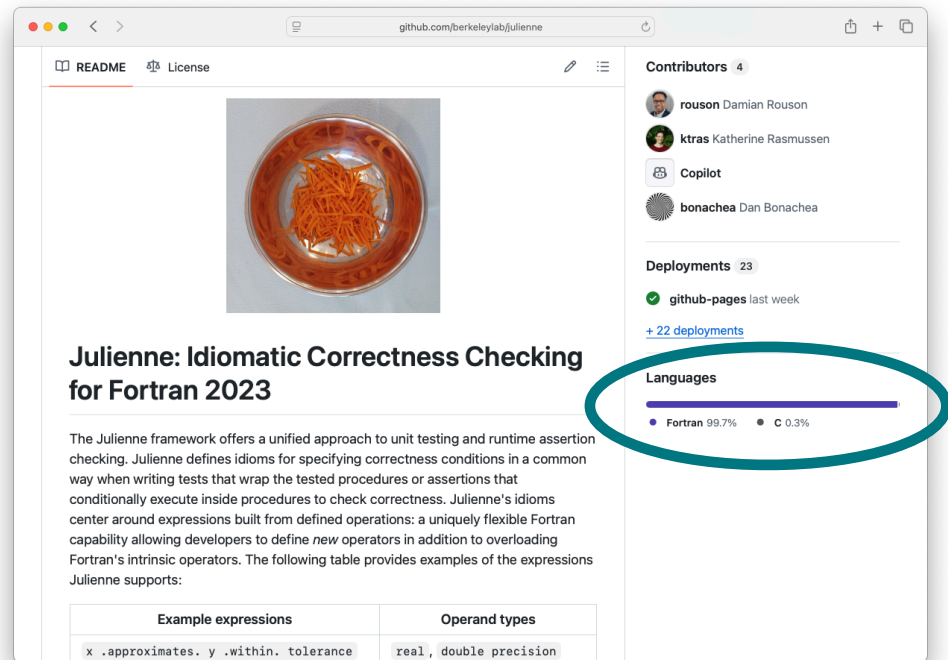 github.com/berkeleylab/julienne
README License
Julienne: Idiomatic Correctness Checking
for Fortran 2023
The Julienne framework offers a unified approach to unit testing and runtime assertion
checking. Julienne defines idioms for specifying correctness conditions in a common
way when writing tests that wrap the tested procedures or assertions that
conditionally execute inside procedures to check correctness. Julienne's idioms
center around expressions built from defined operations: a uniquely flexible Fortran
capability allowing developers to define new operators in addition to overloading
Fortran's intrinsic operators. The following table provides examples of the expressions
Julienne supports:
Example expressions Operand types
x .approximates. y .within. tolerance real , double precision
Contributors 4
rouson Damian Rouson
ktras Katherine Rasmussen
Copilot
bonachea Dan Bonachea
Deployments 23
github-pages last week
+ 22 deployments
Languages
Fortran 99.7% C 0.3%